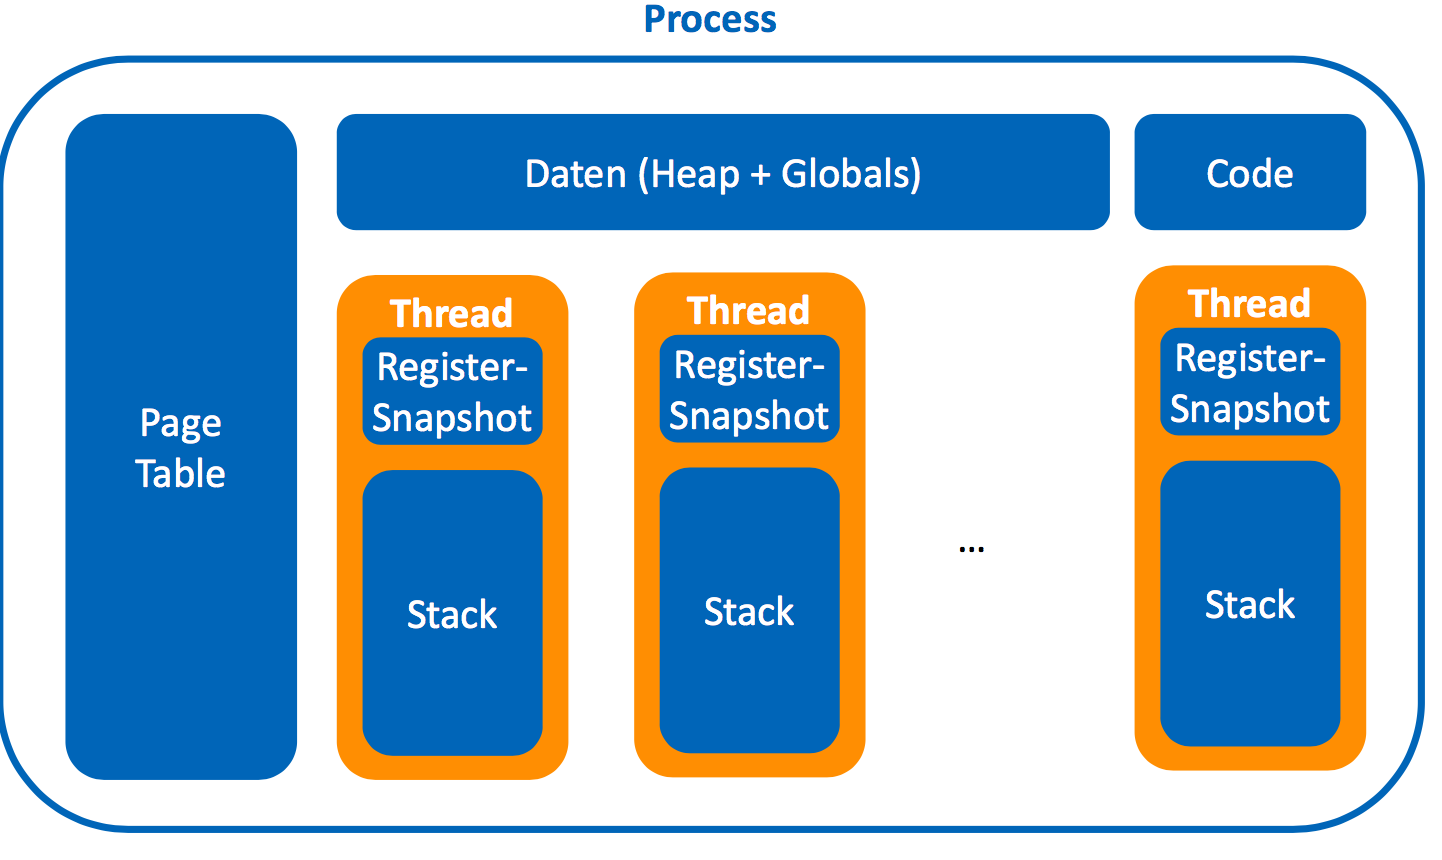 Process
Daten (Heap + Globals)
Code
Page
Table
Thread
Register-
Snapshot
Stack
Thread
Register-
Snapshot
Stack
...
Thread
Register-
Snapshot
Stack